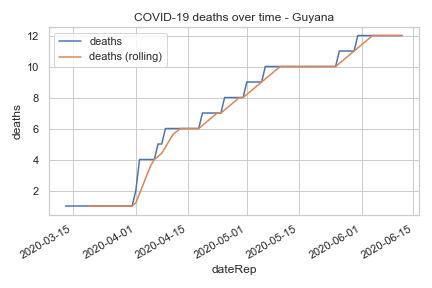 COVID-19 deaths over time - Guyana
deaths
deaths (rolling)
12
10
8
6
4
2
deaths
2020-03-15
2020-04-01
2020-04-15
2020-05-01
2020-05-15
2020-06-01
2020-06-15
dateRep